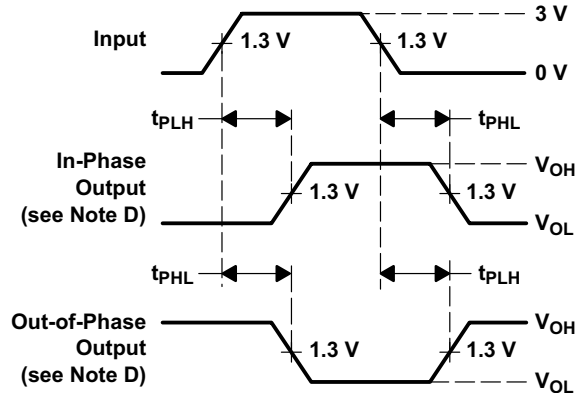 3 V
Input
1.3 V
1.3 V
0 V
tPLH
tPHL
In-Phase
Output
(see Note D)
VOH
1.3 V
1.3 V
VOL
tPHL
tPLH
Out-of-Phase
Output
(see Note D)
VOH
1.3 V
1.3 V
VOL